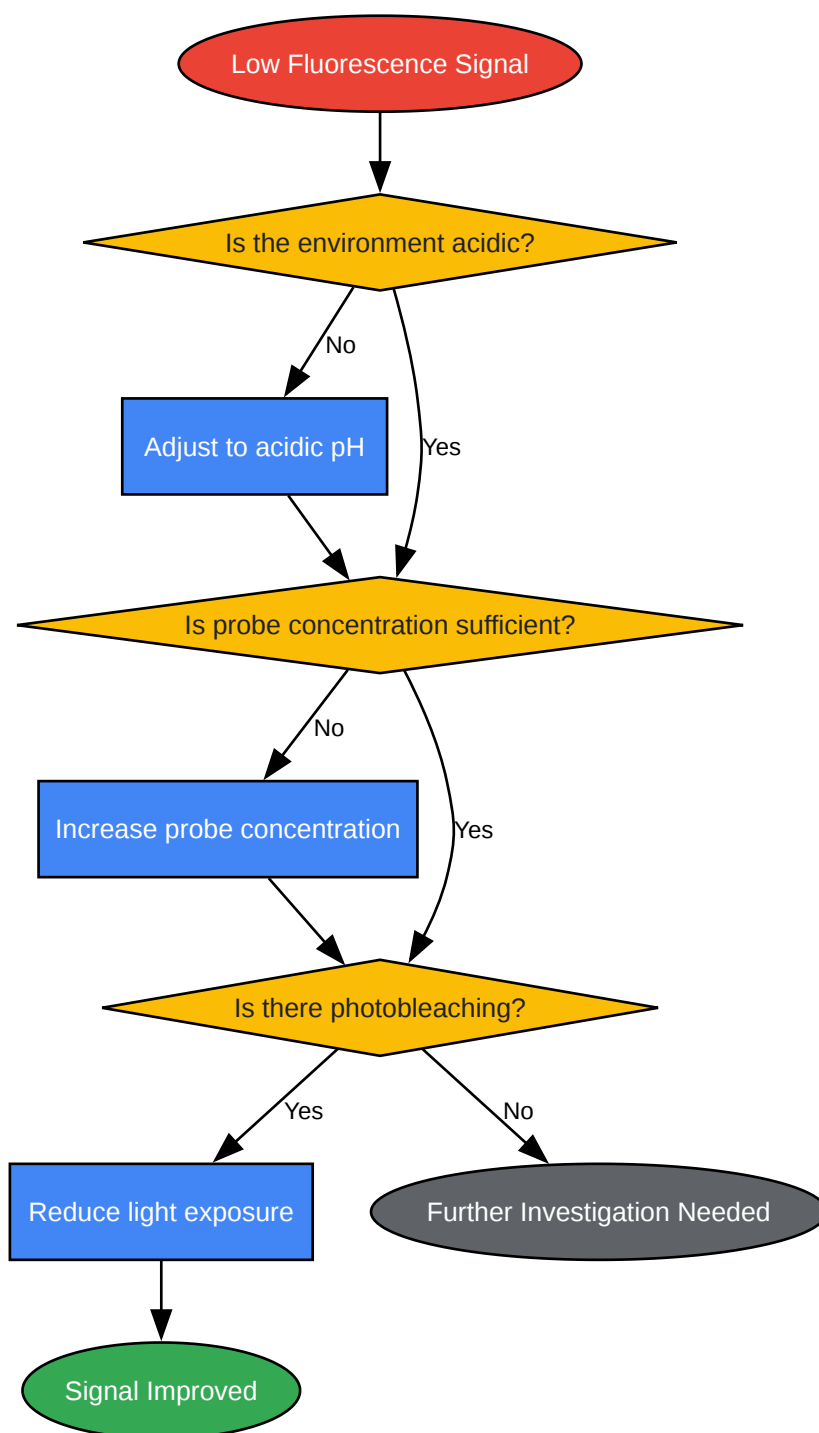 Low Fluorescence Signal
Is the environment acidic?
No
Adjust to acidic pH
Yes
Is probe concentration sufficient?
No
Increase probe concentration
Yes
Is there photobleaching?
Yes
No
Reduce light exposure
Further Investigation Needed
Signal Improved